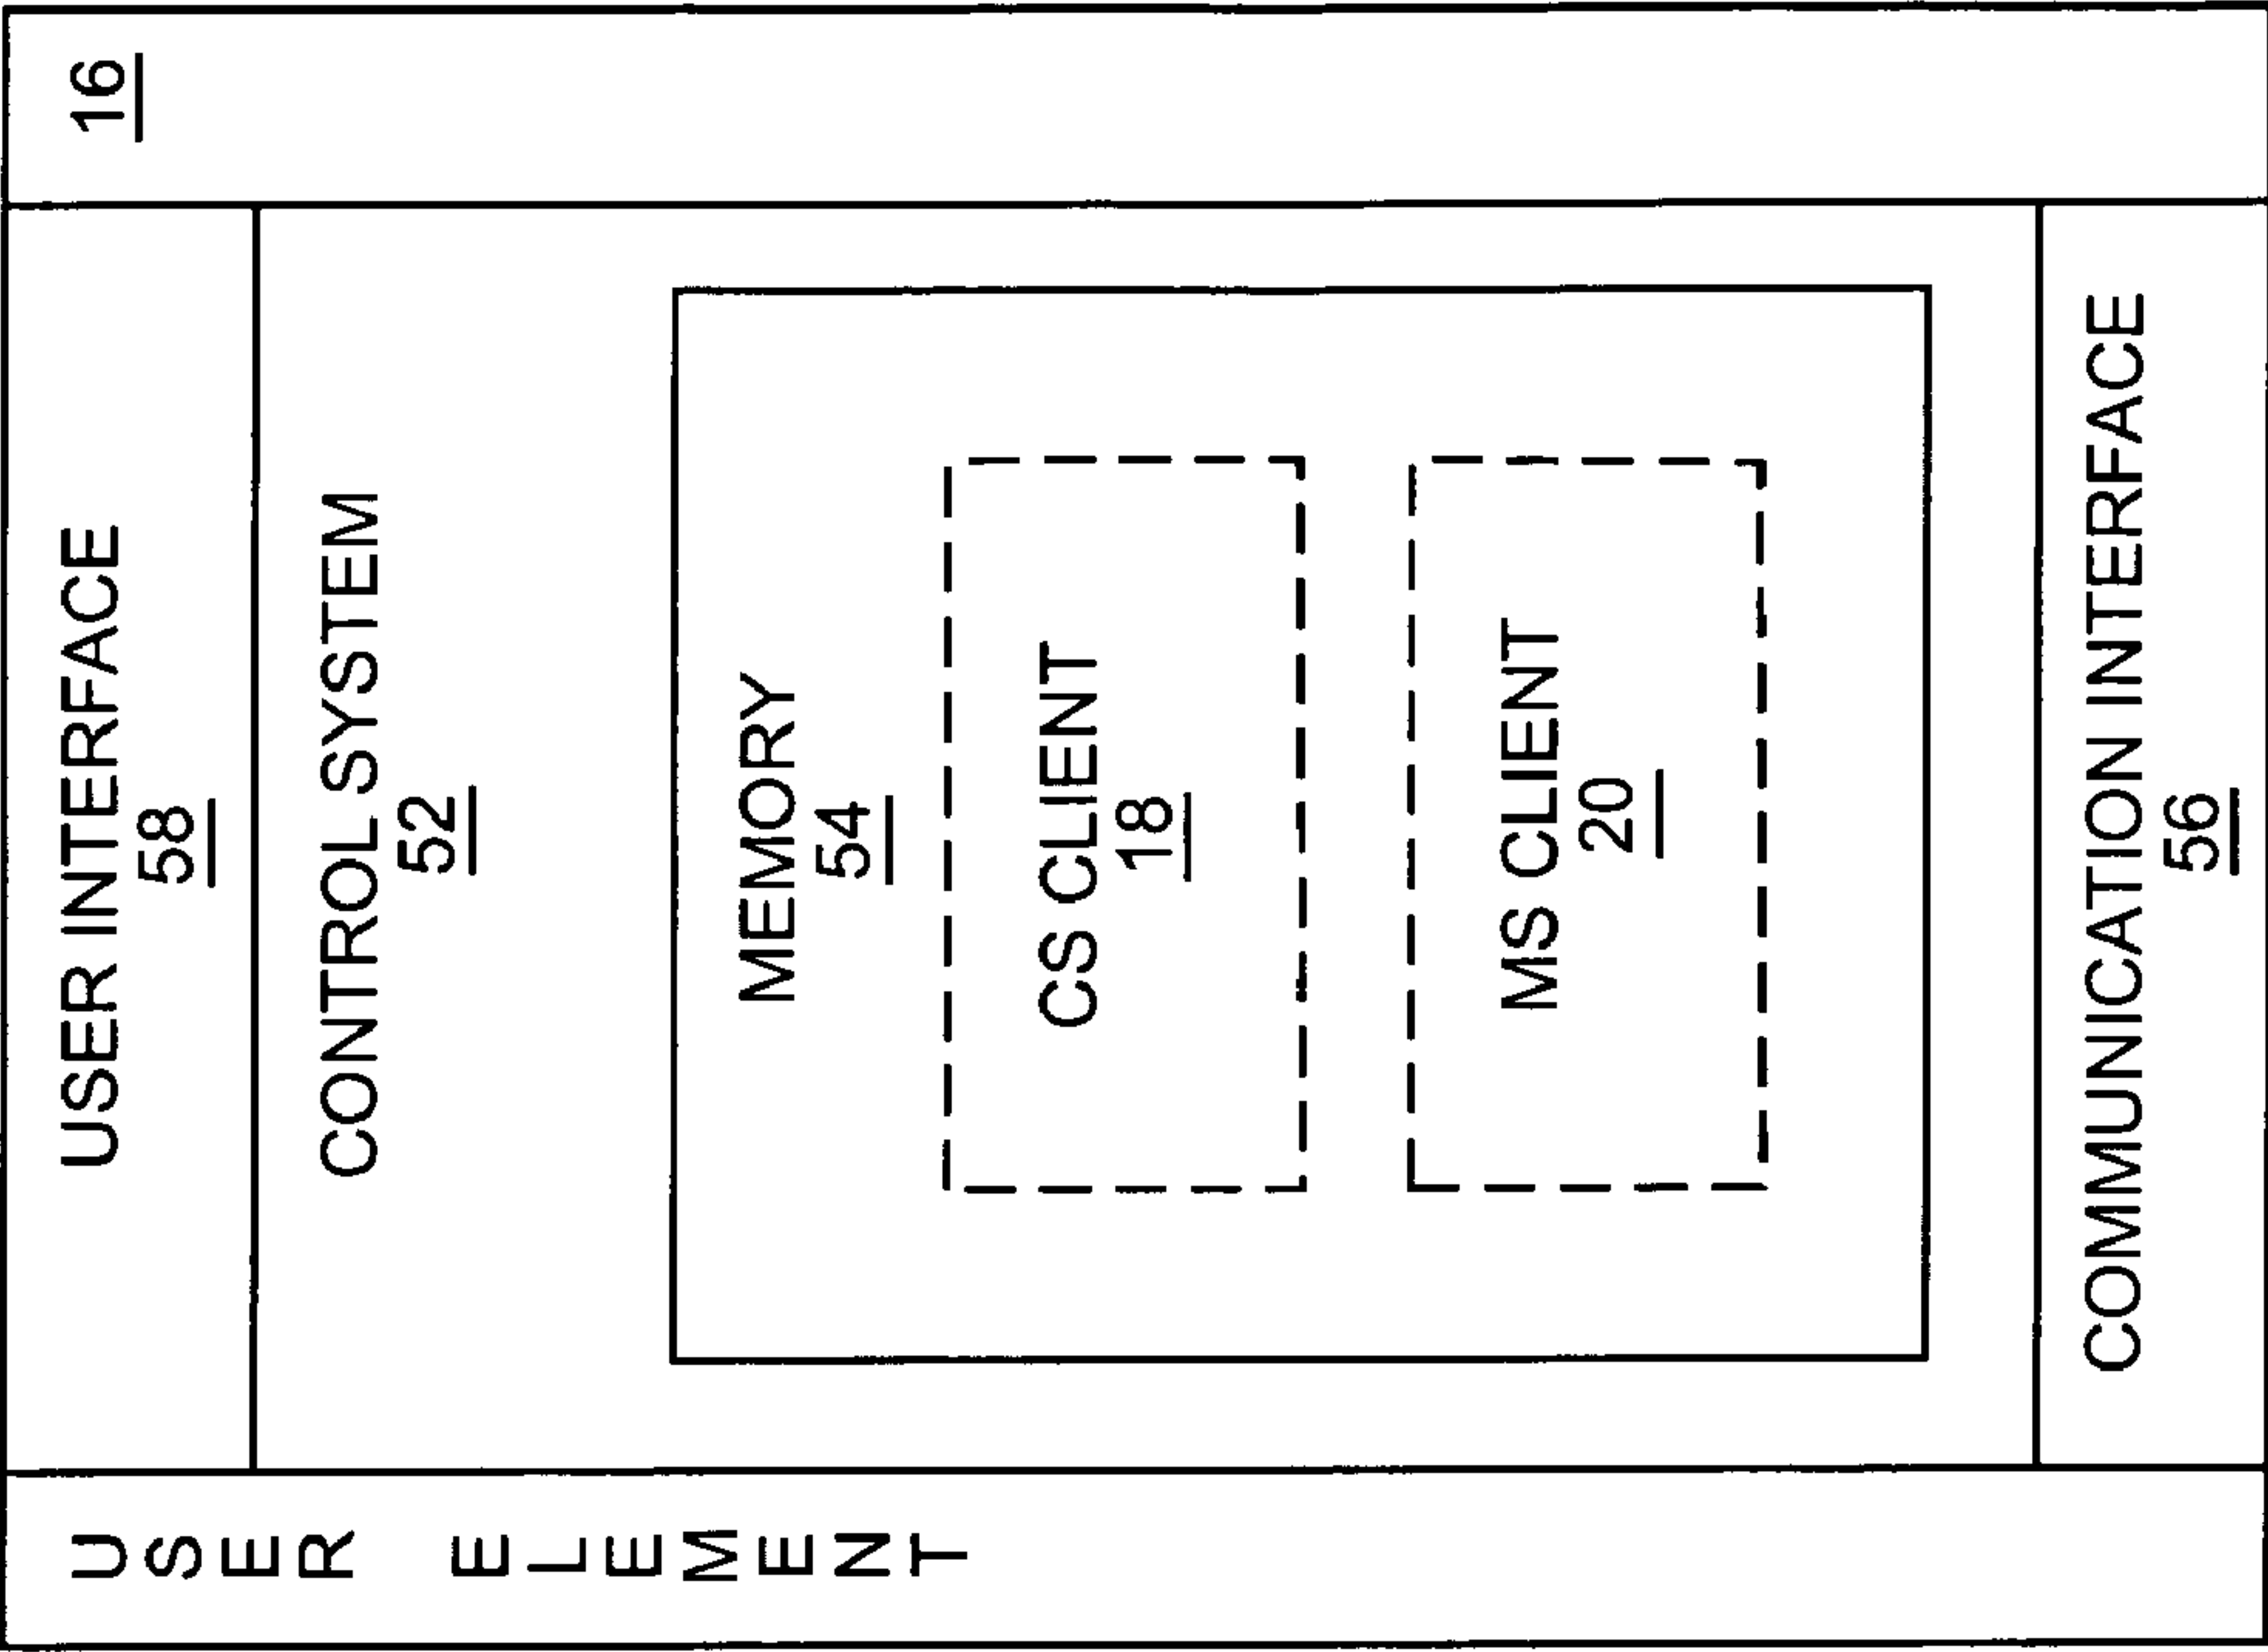 USER ELEMENT
16
USER INTERFACE
58
CONTROL SYSTEM
52
MEMORY
54
CS CLIENT
18
MS CLIENT
20
COMMUNICATION INTERFACE
56